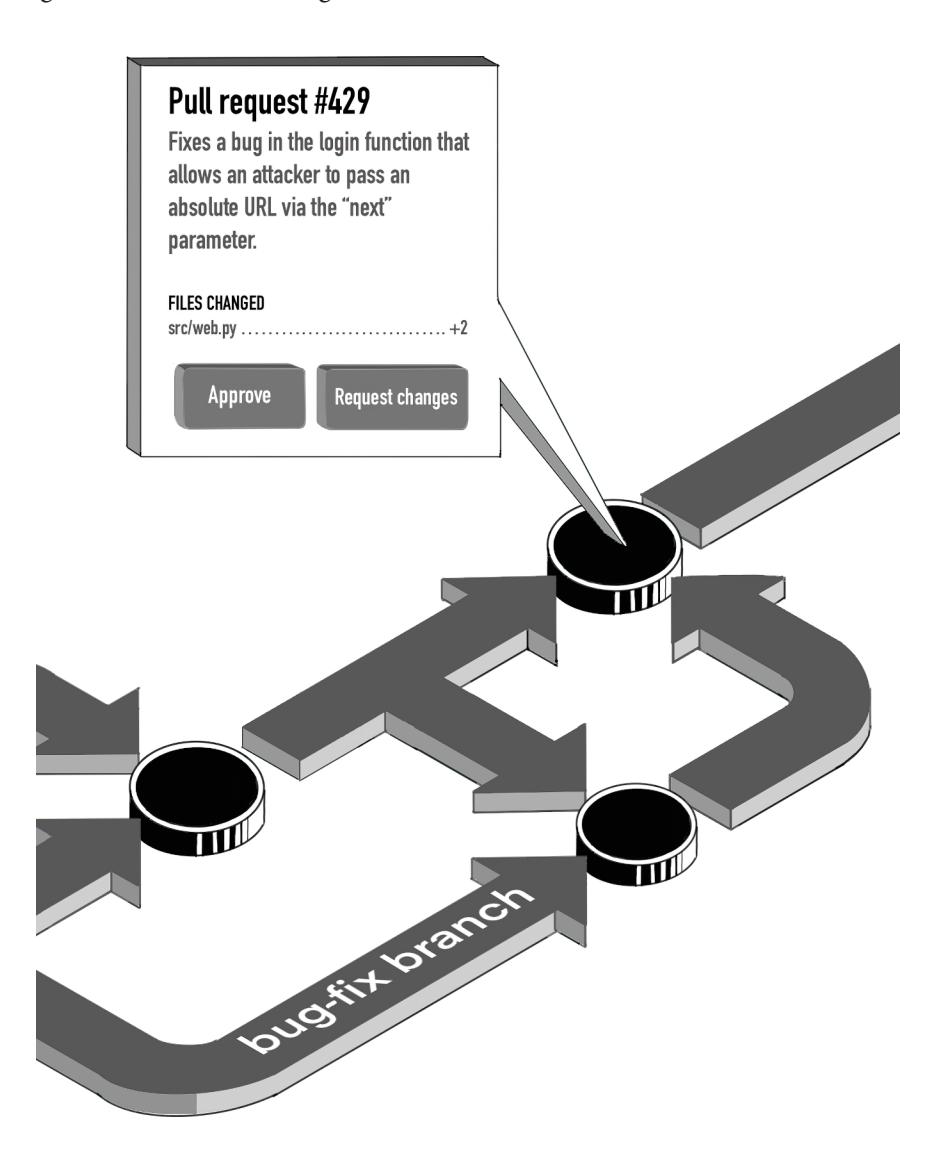 Pull request #429
Fixes a bug in the login function that
allows an attacker to pass an
absolute URL via the “next”
parameter.
FILES CHANGED
src/web.py .............................. +2
Approve
Request changes
bug-fix branch